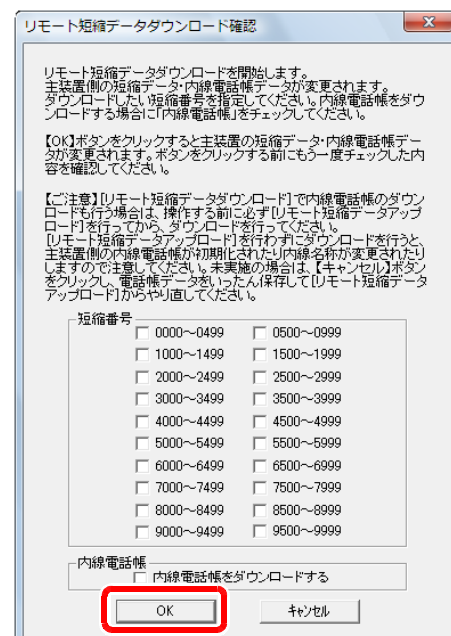 リモート短縮データダウンロード確認
リモート短縮データダウンロードを開始します。
主装置側の短縮データ・内線電話帳データが変更されます。
ダウンロードしたい短縮番号を指定してください。内線電話帳をダウ
ンロードする場合に「内線電話帳」をチェックしてください。
【OK】ボタンをクリックすると主装置の短縮データ・内線電話帳デー
タが変更されます。ボタンをクリックする前にもう一度チェックした内
容を確認してください。
【ご注意】[リモート短縮データダウンロード]で内線電話帳のダウン
ロードも行う場合は、操作する前に必ず[リモート短縮データアップ
ロード]を行ってから、ダウンロードを行ってください。
[リモート短縮データアップロード]を行わずにダウンロードを行うと、
主装置側の内線電話帳が初期化されたり内線名称が変更されたり
しますので注意してください。未実施の場合は、【キャンセル】ボタン
をクリックし、電話帳データをいったん保存して[リモート短縮データ
アップロード]からやり直してください。
短縮番号
0000～0499 0500～0999
1000～1499 1500～1999
2000～2499 2500～2999
3000～3499 3500～3999
4000～4499 4500～4999
5000～5499 5500～5999
6000～6499 6500～6999
7000～7499 7500～7999
8000～8499 8500～8999
9000～9499 9500～9999
内線電話帳
内線電話帳をダウンロードする
OK キャンセル